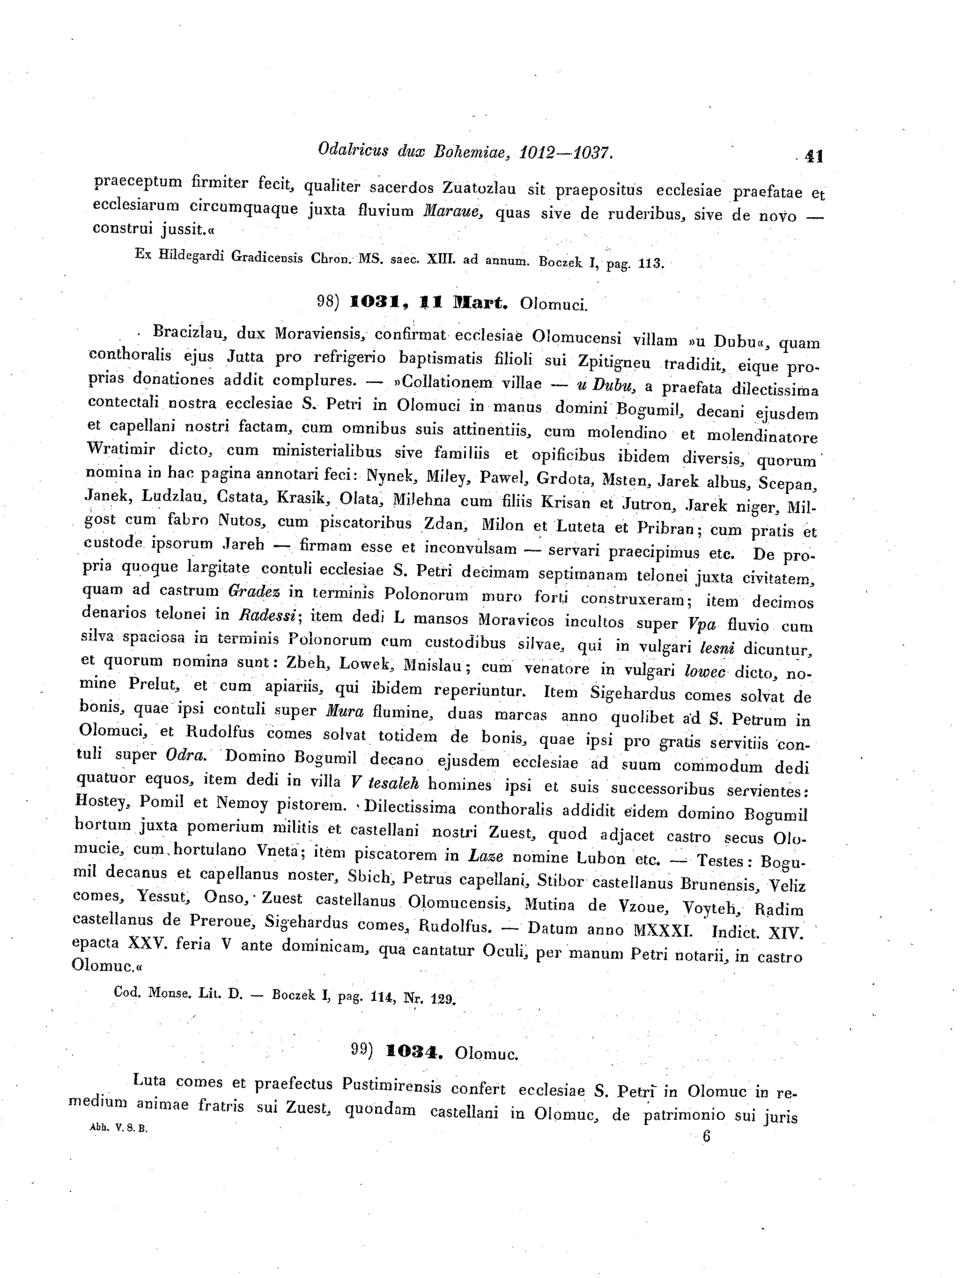 Odalricus dux Bohemiae, 1012—1037. 41
praeceptum firmiter fecit, qualiter sacerdos Zuatozlau sit praepositus ecclesiae praefatae et
ecclesiarum circumquaque juxta fluvium Maraue, quas sive de ruderibus, sive de novo —
construi jussit.«
Ex Hildegardi Gradicensis Chron. MS. saec. XIII. ad annum. Boczek I, pag. 113.
98) 1031, 11 Mart. Olomuci.
Bracizlau, dux Moraviensis, confirmat ecclesiae Olomucensi villam »u Dubu«, quam
conthoralis ejus Jutta pro refrigerio baptismatis filioli sui Zpitigneu tradidit, eique pro-
prias donationes addit complures. — »Collationem villae — u Dubu, a praefata dilectissima
contectali nostra ecclesiae S. Petri in Olomuci in manus domini Bogumil, decani ejusdem
et capellani nostri factam, cum omnibus suis attinentiis, cum molendino et molendinatore
Wratimir dicto, cum ministerialibus sive familiis et opificibus ibidem diversis, quorum
nomina in hac pagina annotari feci: Nynek, Miley, Pawel, Grdota, Msten, Jarek albus, Scepan,
Janek, Ludzlau, Cstata, Krasik, Olata, Milehna cum filiis Krisan et Jutron, Jarek niger, Mil-
gost cum fabro Nutos, cum piscatoribus Zdan, Milon et Luteta et Pribran; cum pratis et
custode ipsorum Jareh — firmam esse et inconvulsam — servari praecipimus etc. De pro-
pria quoque largitate contuli ecclesiae S. Petri decimam septimanam telonei juxta civitatem,
quam ad castrum Gradez in terminis Polonorum muro forti construxeram; item decimos
denarios telonei in Radessi; item dedi L mansos Moravicos incultos super Vpa fluvio cum
silva spaciosa in terminis Polonorum cum custodibus silvae, qui in vulgari lesni dicuntur,
et quorum nomina sunt: Zbeh, Lowek, Mnislau; cum venatore in vulgari lowec dicto, no-
mine Prelut, et cum apiariis, qui ibidem reperiuntur. Item Sigehardus comes solvat de
bonis, quae ipsi contuli super Mura flumine, duas marcas anno quolibet ad S. Petrum in
Olomuci, et Rudolfus comes solvat totidem de bonis, quae ipsi pro gratis servitiis con-
tuli super Odra. Domino Bogumil decano ejusdem ecclesiae ad suum commodum dedi
quatuor equos, item dedi in villa V tesaleh homines ipsi et suis successoribus servientes:
Hostey, Pomil et Nemoy pistorem. Dilectissima conthoralis addidit eidem domino Bogumil
hortum juxta pomerium militis et castellani nostri Zuest, quod adjacet castro secus Olo-
mucie, cum hortulano Vneta; item piscatorem in Laze nomine Lubon etc. — Testes: Bogu-
mil decanus et capellanus noster, Sbich, Petrus capellani, Stibor castellanus Brunensis, Veliz
comes, Yessut, Onso, Zuest castellanus Olomucensis, Mutina de Vzoue, Voyteh, Radim
castellanus de Preroue, Sigehardus comes, Rudolfus. — Datum anno MXXXI. Indict. XIV.
epacta XXV. feria V ante dominicam, qua cantatur Oculi, per manum Petri notarii, in castro
Olomuc.«
Cod. Monse. Lit. D. — Boczek I, pag. 114, Nr. 129.
99) 1034. Olomuc.
Luta comes et praefectus Pustimirensis confert ecclesiae S. Petri in Olomuc in re-
medium animae fratris sui Zuest, quondam castellani in Olomuc, de patrimonio sui juris
Abh. V. 8. B. 6